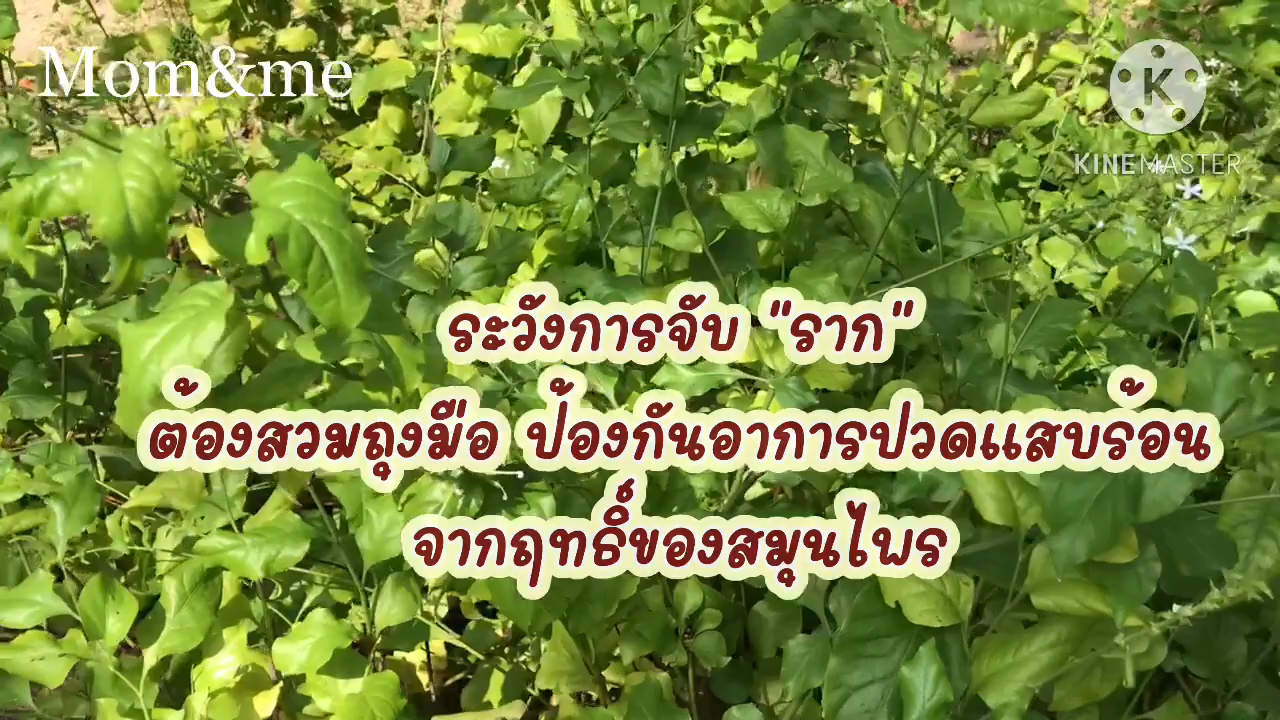 Mom&me
KINEMASTER
ระวังการจับ "ราก"
ต้องสวมถุงมือ ป้องกันอาการปวดแสบร้อน
จากฤทธิ์ของสมุนไพร